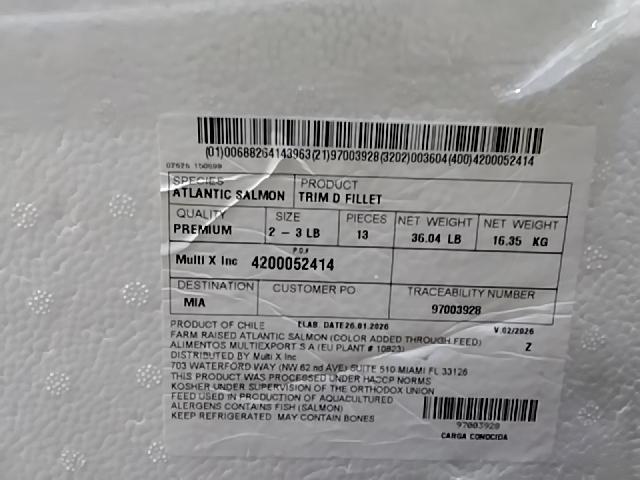 (01)00688264143963(21)97003928(3202)003604(400)4200052414
07626 150599
SPECIES PRODUCT
ATLANTIC SALMON TRIM D FILLET
QUALITY SIZE PIECES NET WEIGHT NET WEIGHT
PREMIUM 2 - 3 LB 13 36.04 LB 16.35 KG
PO#
Multi X Inc 4200052414
DESTINATION CUSTOMER PO TRACEABILITY NUMBER
MIA 97003928
PRODUCT OF CHILE ELAB. DATE26.01.2026 V.02/2026
FARM RAISED ATLANTIC SALMON (COLOR ADDED THROUGH FEED) Z
ALIMENTOS MULTIEXPORT S A (EU PLANT # 10823)
DISTRIBUTED BY Multi X Inc
703 WATERFORD WAY (NW 62 nd AVE) SUITE 510 MIAMI FL 33126
THIS PRODUCT WAS PROCESSED UNDER HACCP NORMS
KOSHER UNDER SUPERVISION OF THE ORTHODOX UNION
FEED USED IN PRODUCTION OF AQUACULTURED
ALERGENS CONTAINS FISH (SALMON)
KEEP REFRIGERATED MAY CONTAIN BONES
97003928
CARGA CONOCIDA